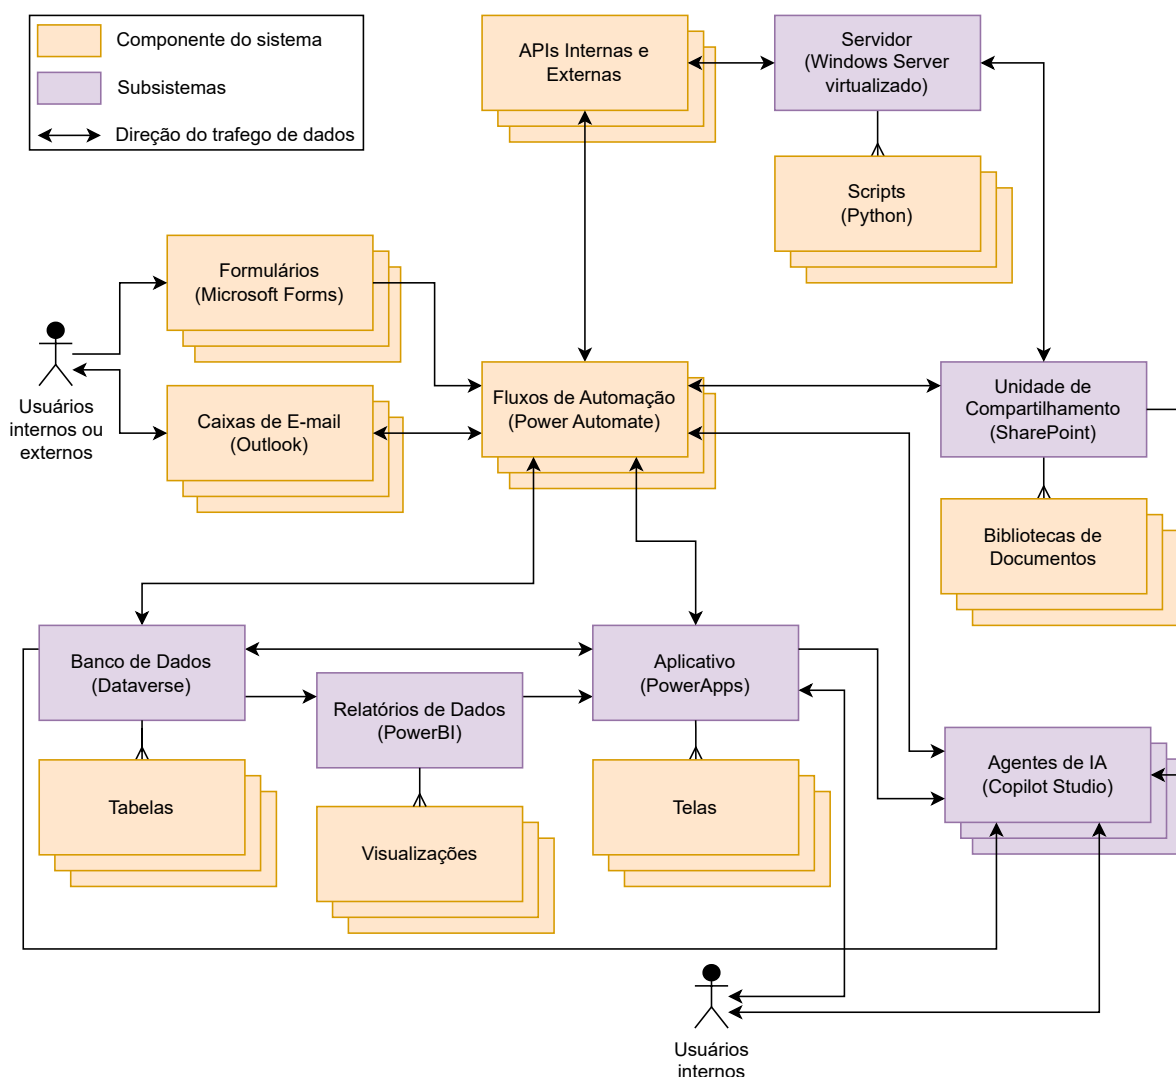 Componente do sistema
Subsistemas
Direção do trafego de dados
APIs Internas e
Externas
Servidor
(Windows Server
virtualizado)
Scripts
(Python)
Formulários
(Microsoft Forms)
Usuários
internos ou
externos
Caixas de E-mail
(Outlook)
Fluxos de Automação
(Power Automate)
Unidade de
Compartilhamento
(SharePoint)
Bibliotecas de
Documentos
Banco de Dados
(Dataverse)
Relatórios de Dados
(PowerBI)
Aplicativo
(PowerApps)
Agentes de IA
(Copilot Studio)
Tabelas
Visualizações
Telas
Usuários
internos